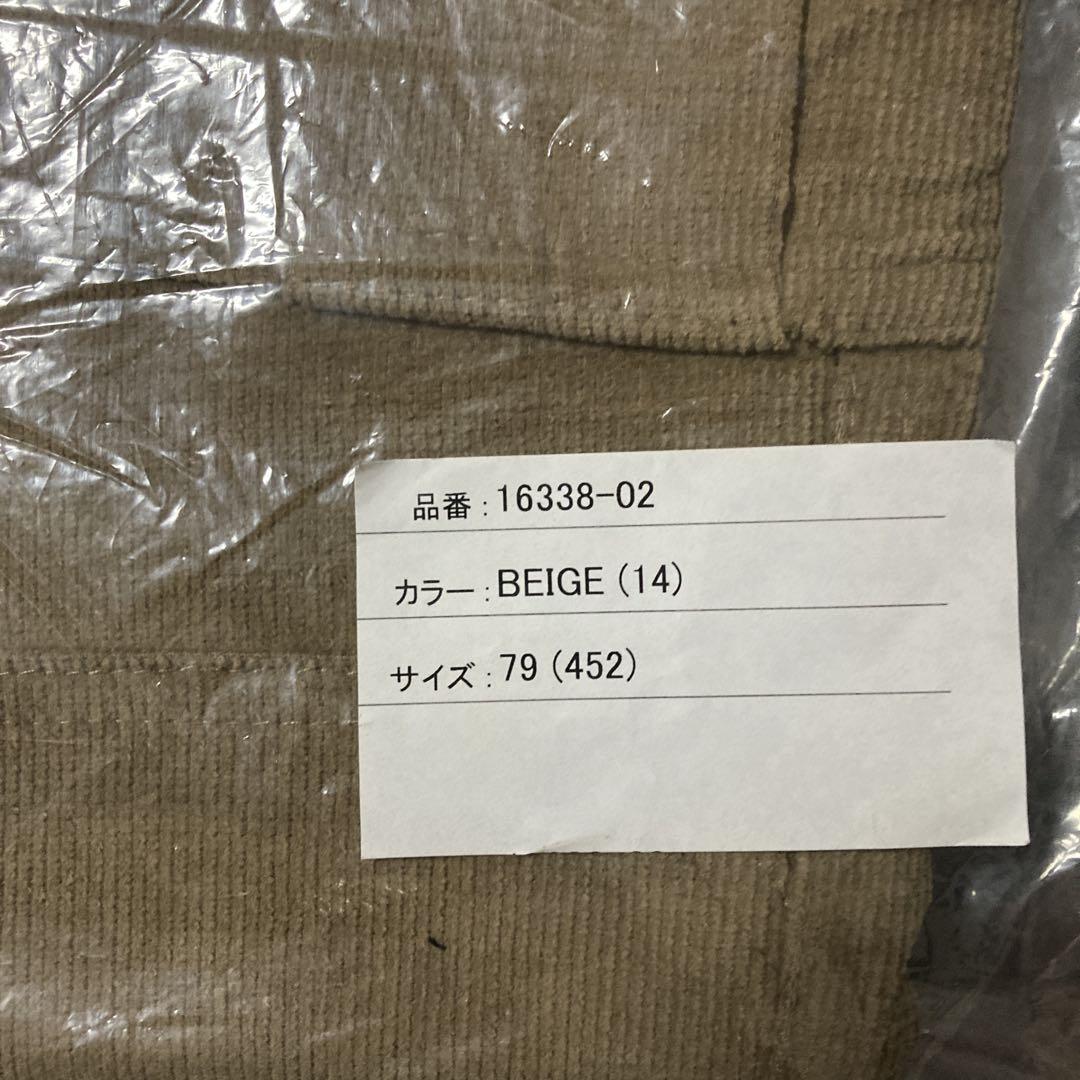 品番 : 16338-02
カラー : BEIGE (14)
サイズ : 79 (452)